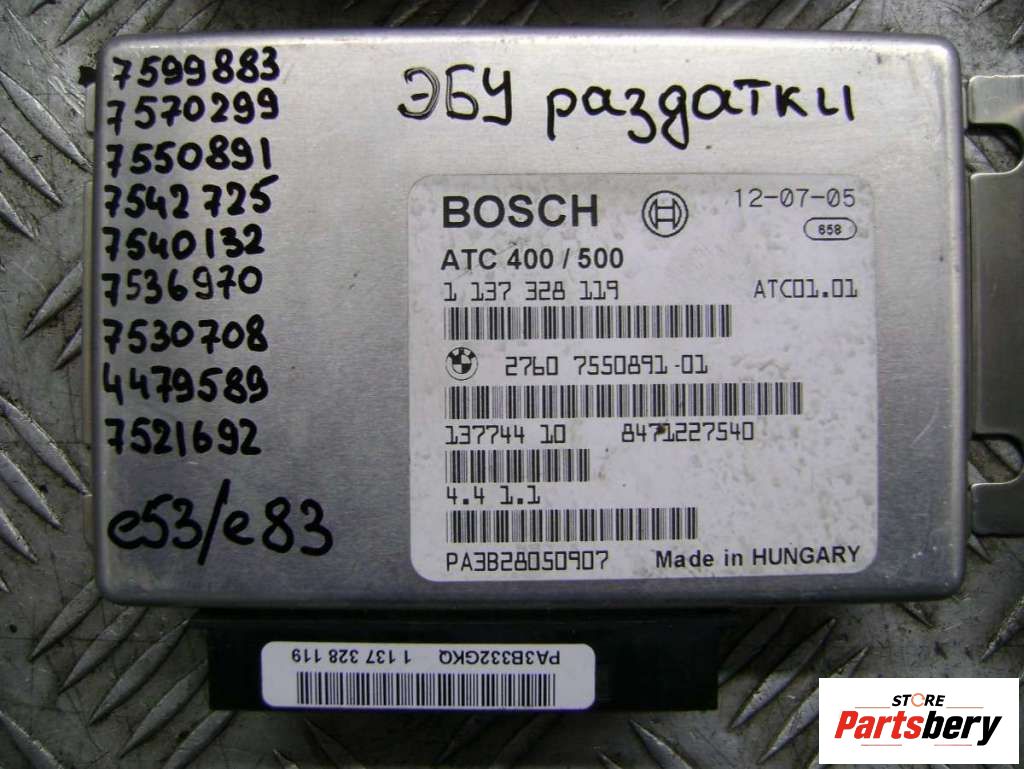 7599883
7570299
7550891
7542725
7540132
7536970
7530708
4479589
7521692
e53/e83
ЭБУ раздатки
BOSCH 12-07-05
658
ATC 400 / 500
1 137 328 119 ATC01.01
2760 7550891-01
137744 10 8471227540
4.4 1.1
PA3B28050907 Made in HUNGARY
PA3B332GKQ 1 137 328 119
STORE
Partsbery